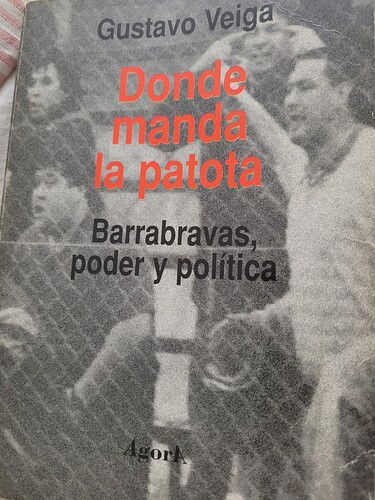 Gustavo Veiga
Donde
manda
la patota
Barrabravas,
poder y política
AgorA